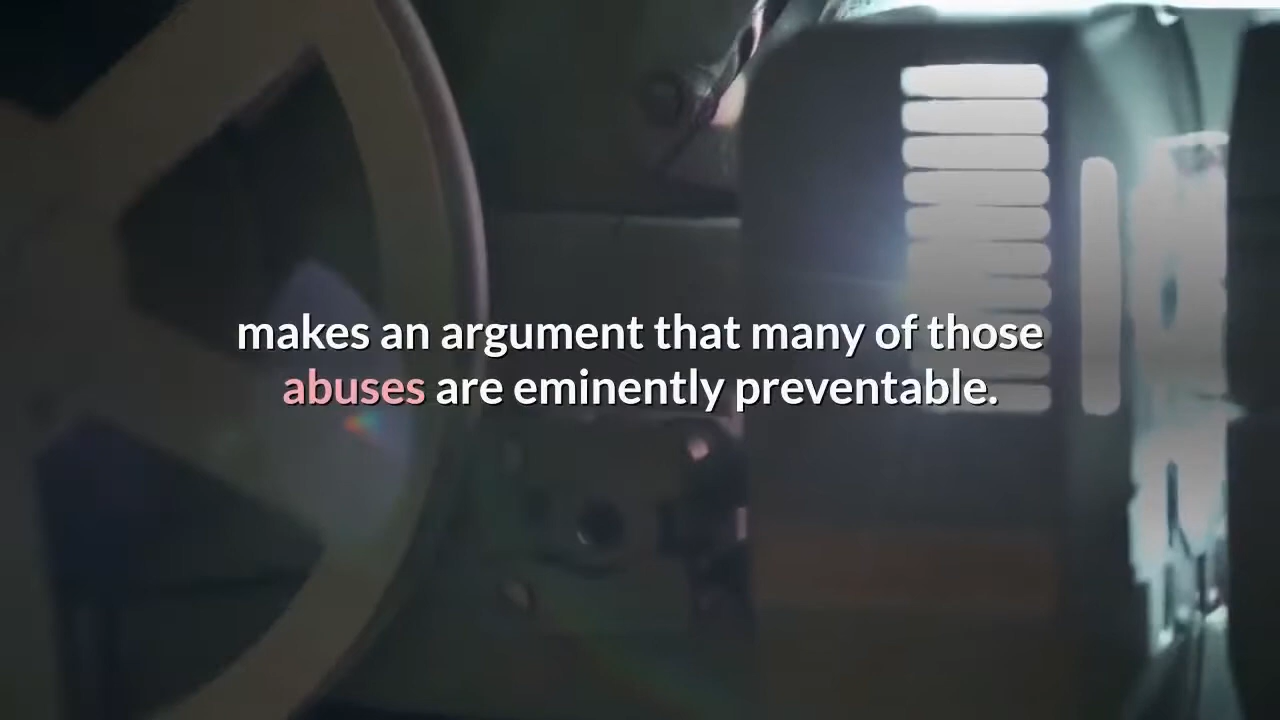 makes an argument that many of those
abuses are eminently preventable.